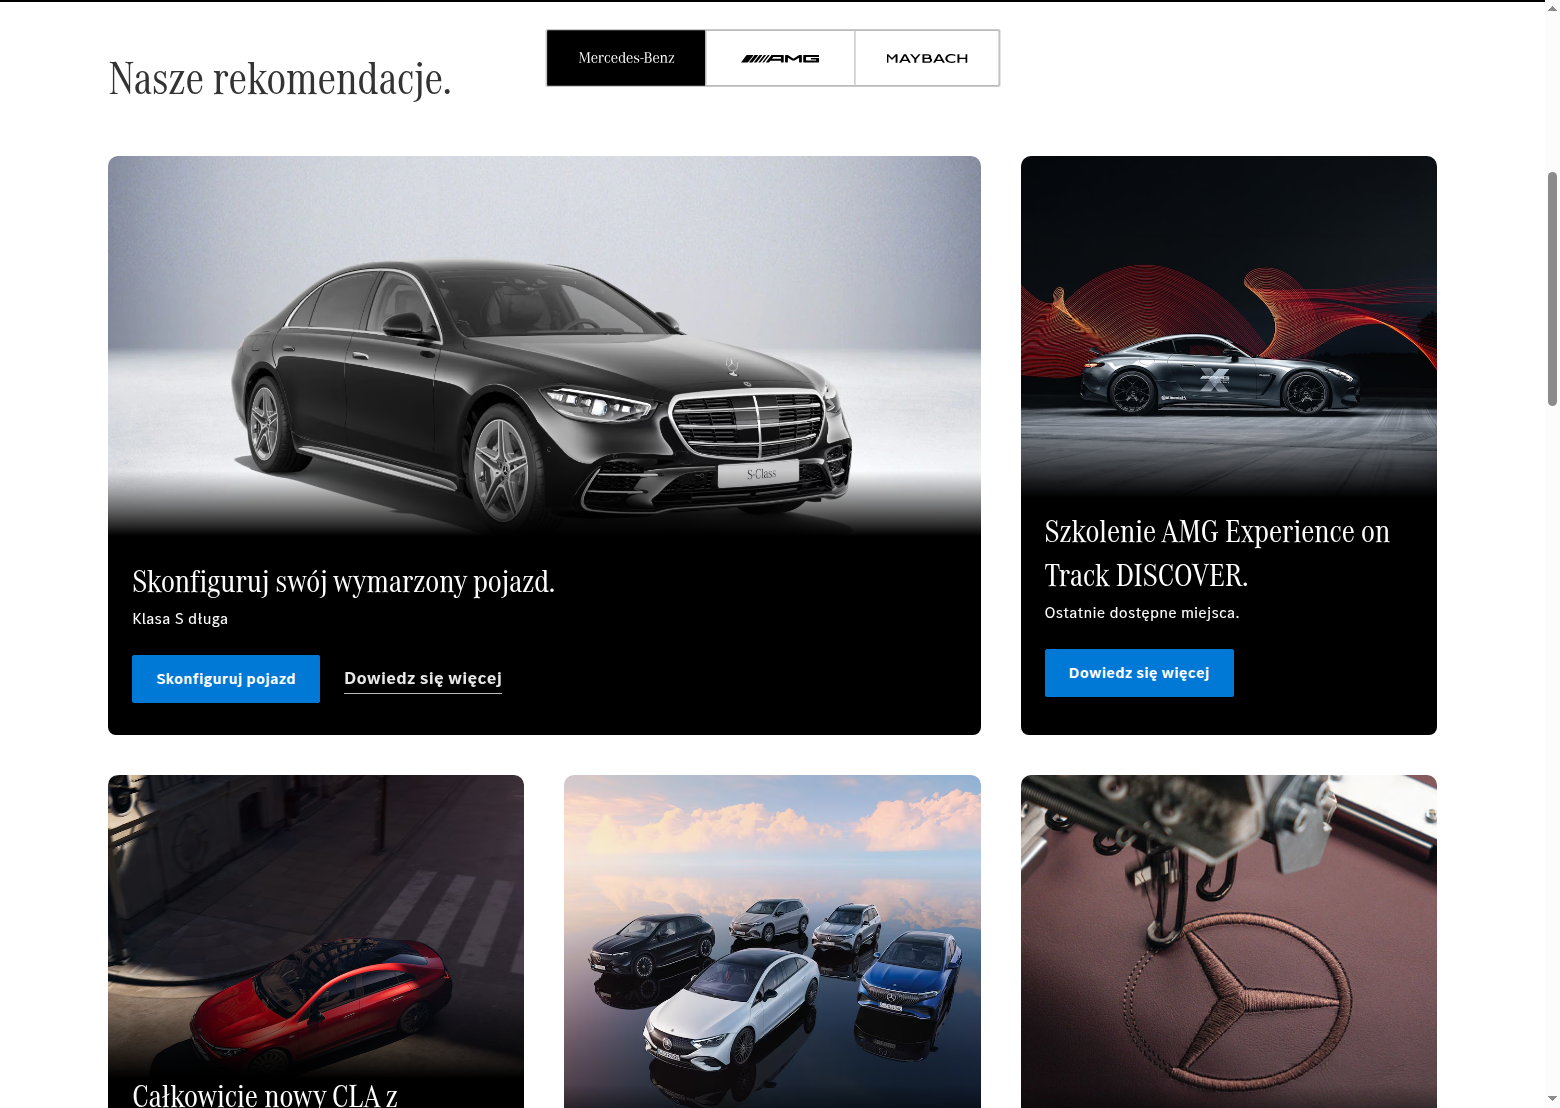 Nasze rekomendacje.
Mercedes-Benz
AMG
MAYBACH
S-Class
Skonfiguruj swój wymarzony pojazd.
Klasa S długa
Skonfiguruj pojazd
Dowiedz się więcej
AMG
Szkolenie AMG Experience on
Track DISCOVER.
Ostatnie dostępne miejsca.
Dowiedz się więcej
Całkowicie nowy CLA z